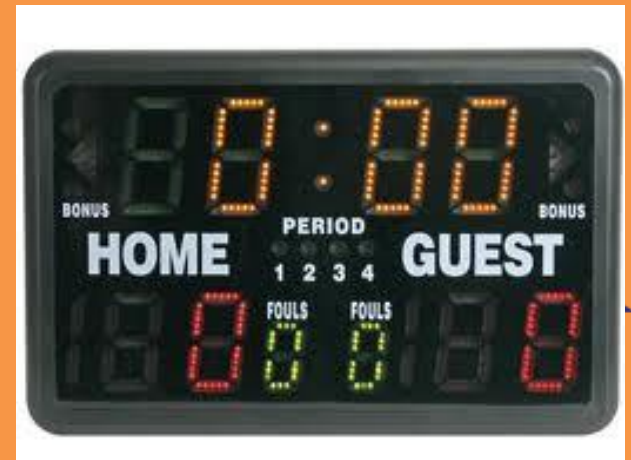 0:00
BONUS BONUS
PERIOD
HOME GUEST
1 2 3 4
FOULS FOULS
0 0 0 0